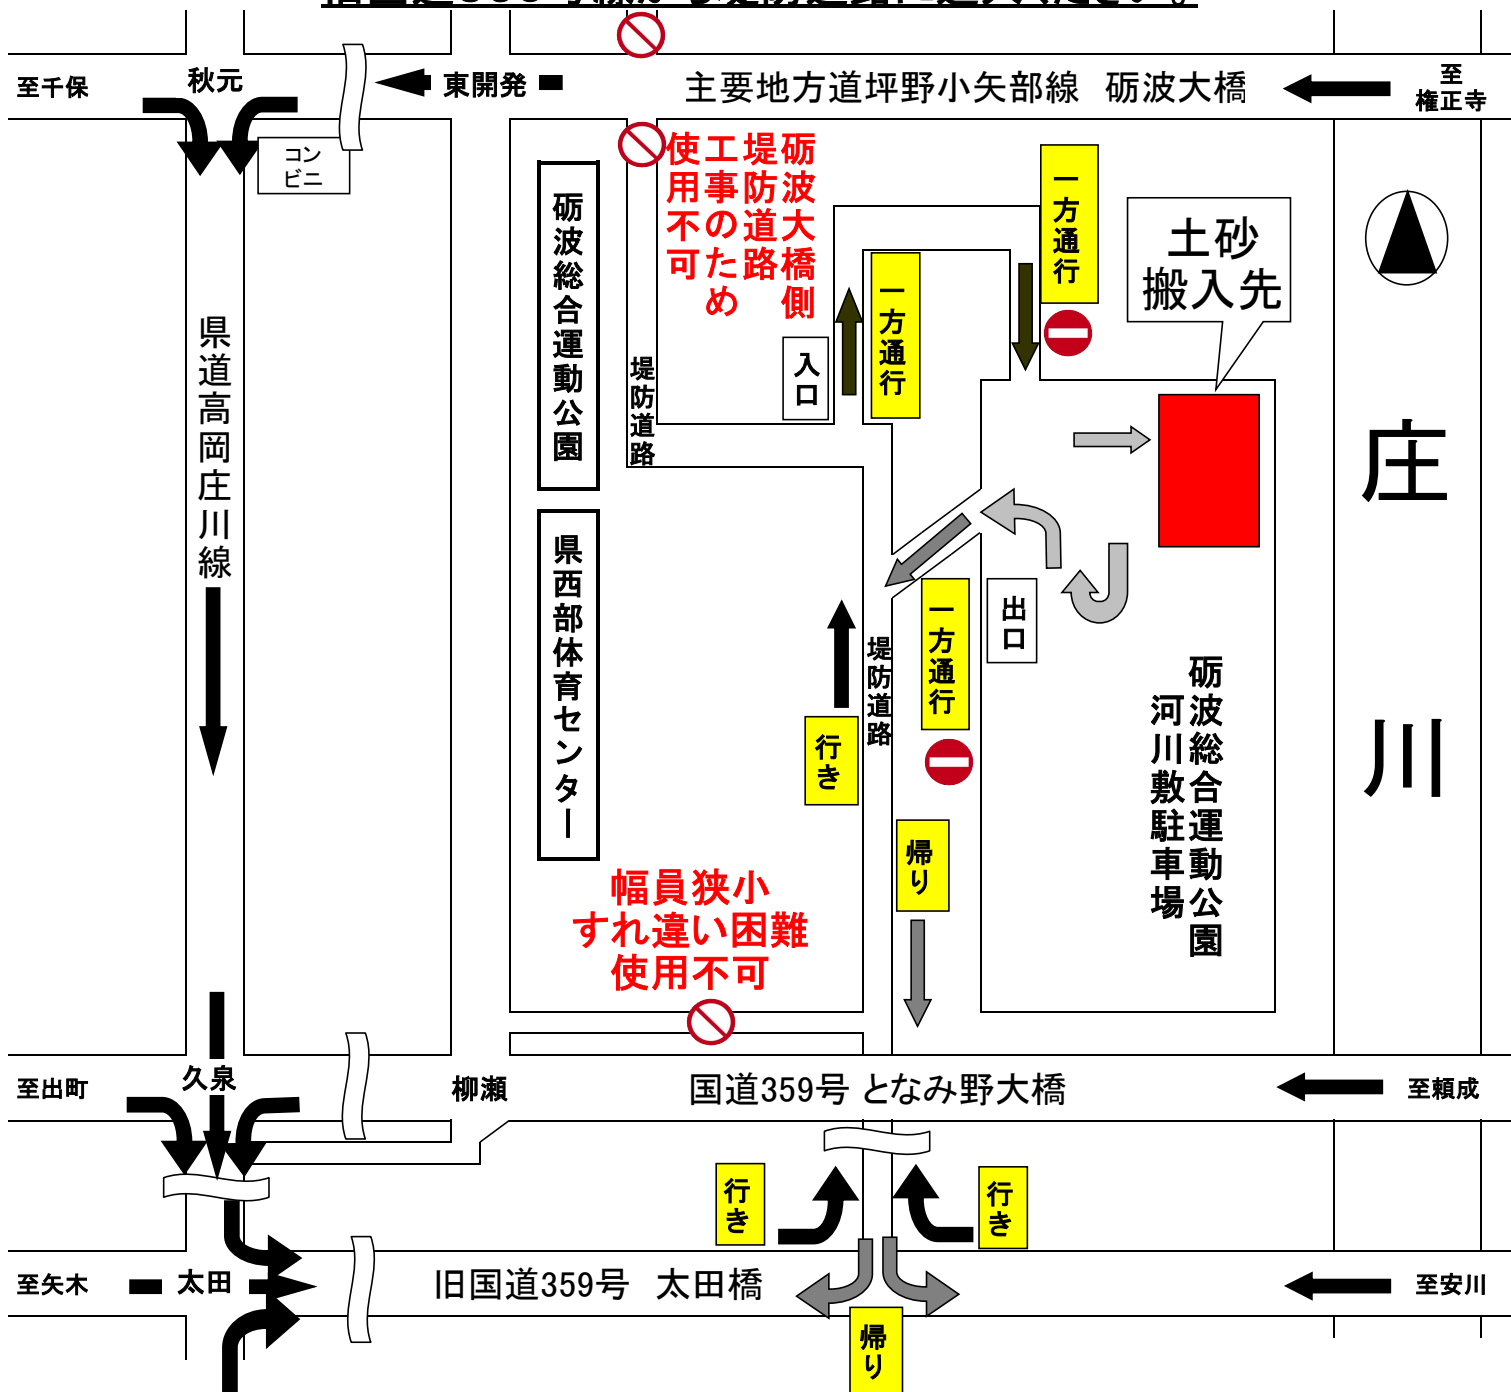 至千保
秋元
東開発
主要地方道坪野小矢部線　砺波大橋
至
権正寺
コン
ビニ
砺波大橋側
堤防道路
工事のため
使用不可
一方通行
土砂
搬入先
砺波総合運動公園
一方通行
入口
堤防道路
県道高岡庄川線
庄川
県西部体育センター
一方通行
出口
堤防道路
行き
砺波総合運動公園
河川敷駐車場
帰り
幅員狭小
すれ違い困難
使用不可
至出町
久泉
柳瀬
国道359号 となみ野大橋
至頼成
行き
行き
至矢木
太田
旧国道359号　太田橋
至安川
帰り